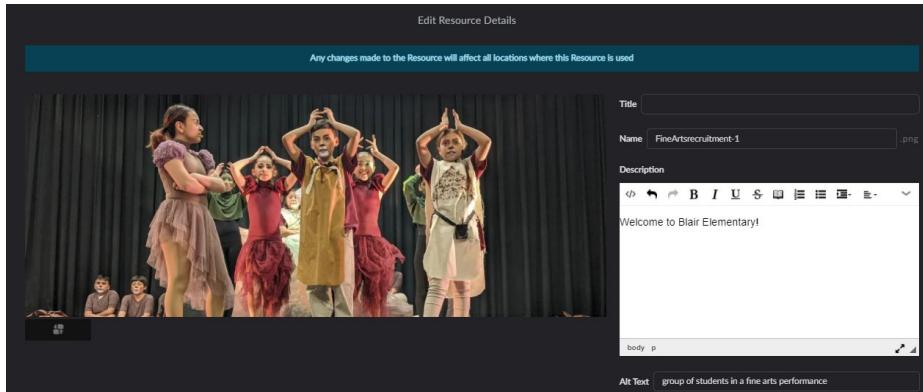 Edit Resource Details
Any changes made to the Resource will affect all locations where this Resource is used
Title
Name FineArtsrecruitment-1 .png
Description
B I U S
Welcome to Blair Elementary!
body p
Alt Text group of students in a fine arts performance